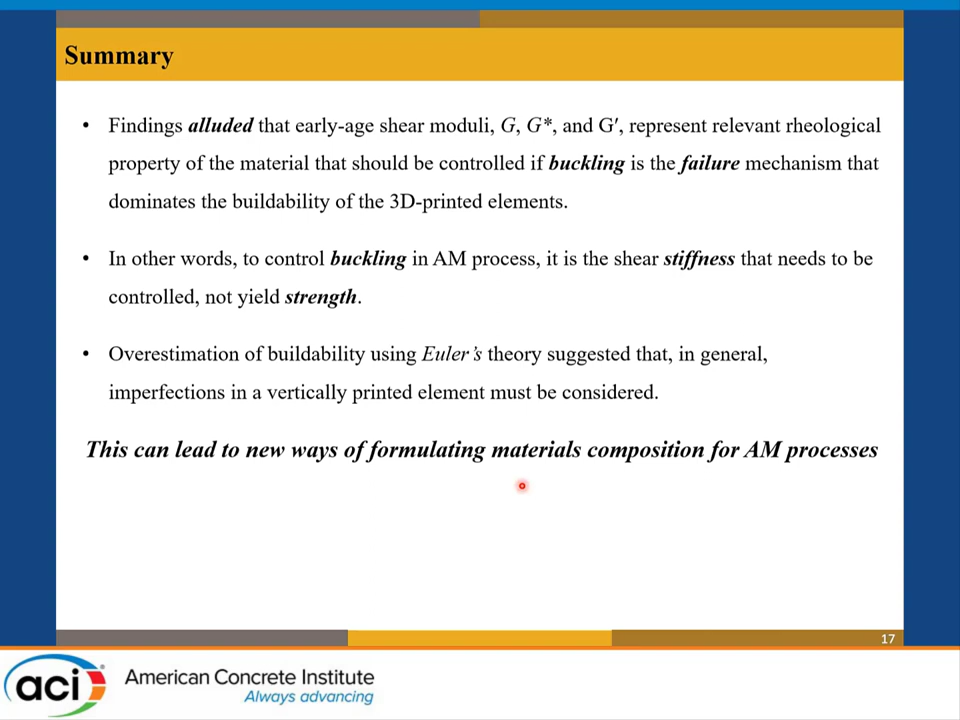 Summary
• Findings alluded that early-age shear moduli, G, G*, and G′, represent relevant rheological
property of the material that should be controlled if buckling is the failure mechanism that
dominates the buildability of the 3D-printed elements.
• In other words, to control buckling in AM process, it is the shear stiffness that needs to be
controlled, not yield strength.
• Overestimation of buildability using Euler's theory suggested that, in general,
imperfections in a vertically printed element must be considered.
This can lead to new ways of formulating materials composition for AM processes
17
aci® American Concrete Institute
Always advancing